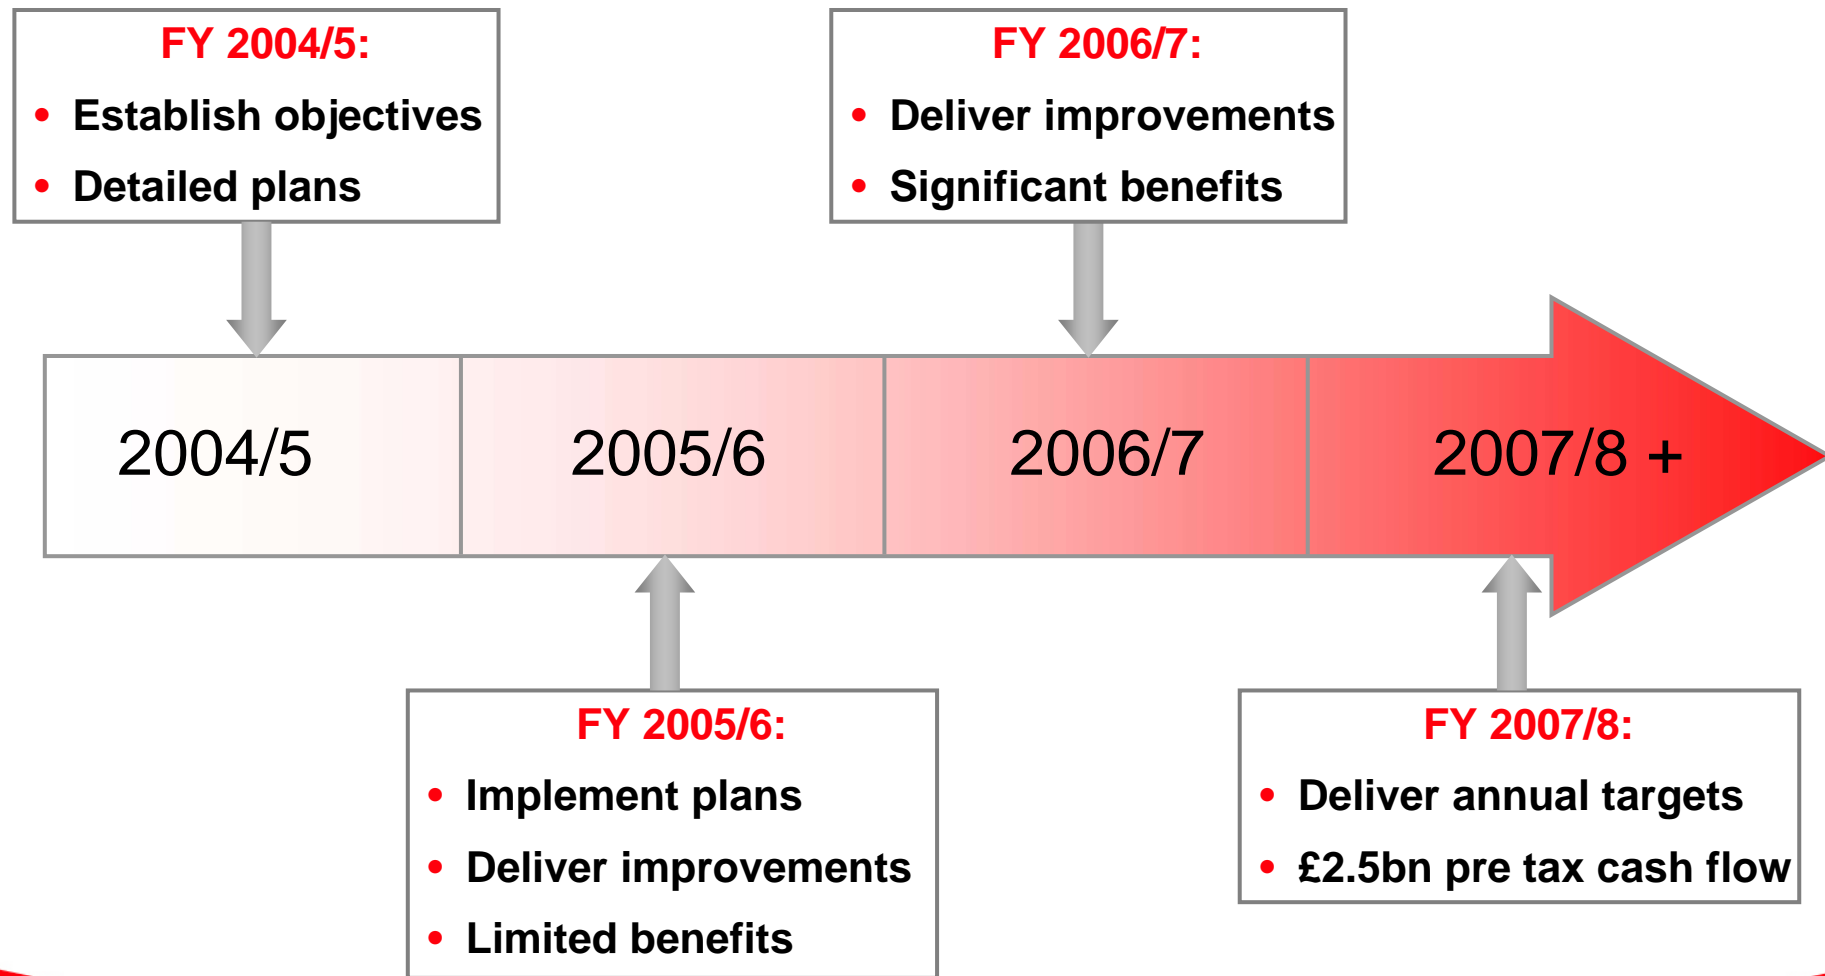 FY 2004/5:
• Establish objectives
• Detailed plans
FY 2006/7:
• Deliver improvements
• Significant benefits
2004/5
2005/6
2006/7
2007/8 +
FY 2005/6:
• Implement plans
• Deliver improvements
• Limited benefits
FY 2007/8:
• Deliver annual targets
• £2.5bn pre tax cash flow